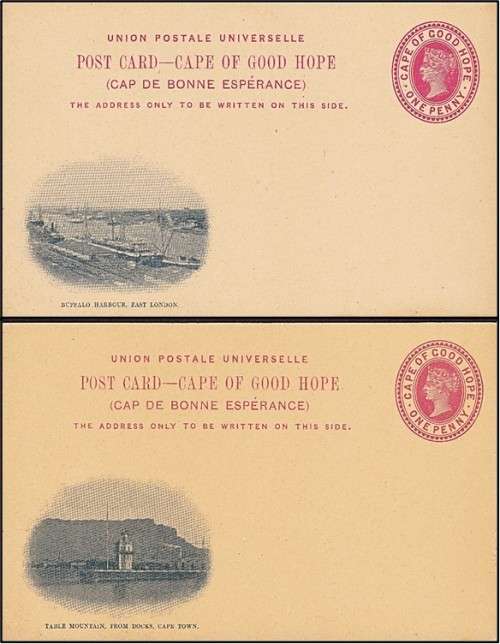 UNION POSTALE UNIVERSELLE
POST CARD—CAPE OF GOOD HOPE
(CAP DE BONNE ESPÉRANCE)
THE ADDRESS ONLY TO BE WRITTEN ON THIS SIDE.
CAPE OF GOOD HOPE
ONE PENNY
BUFFALO HARBOUR, EAST LONDON.
UNION POSTALE UNIVERSELLE
POST CARD—CAPE OF GOOD HOPE
(CAP DE BONNE ESPÉRANCE)
THE ADDRESS ONLY TO BE WRITTEN ON THIS SIDE.
CAPE OF GOOD HOPE
ONE PENNY
TABLE MOUNTAIN, FROM DOCKS, CAPE TOWN.